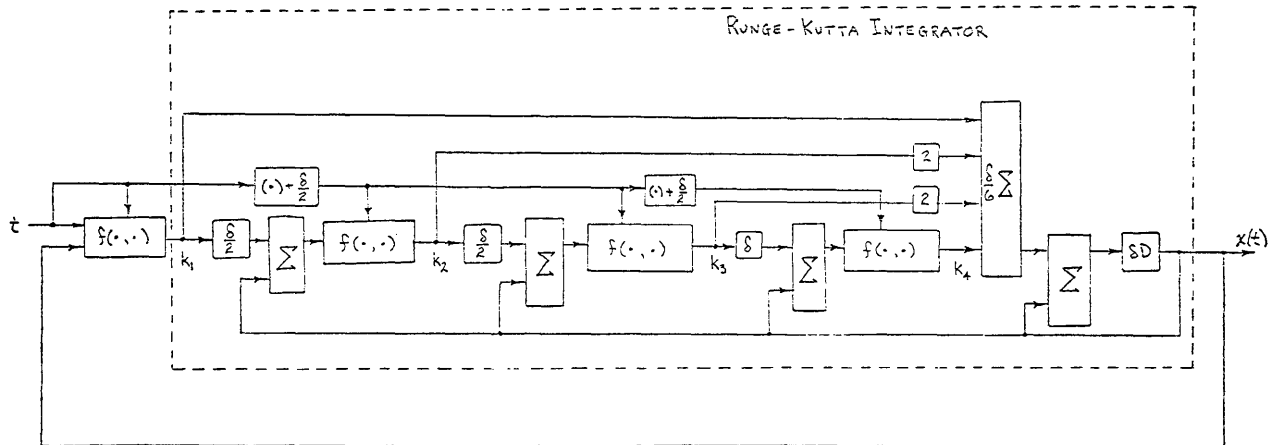 RUNGE-KUTTA INTEGRATOR
2
(·) + δ/2
(·) + δ/2
2
δ/6 Σ
t
f(·,·)
k₁
δ/2
Σ
f(·,·)
k₂
δ/2
Σ
f(·,·)
k₃
δ
Σ
f(·,·)
k₄
Σ
δD
x(t)